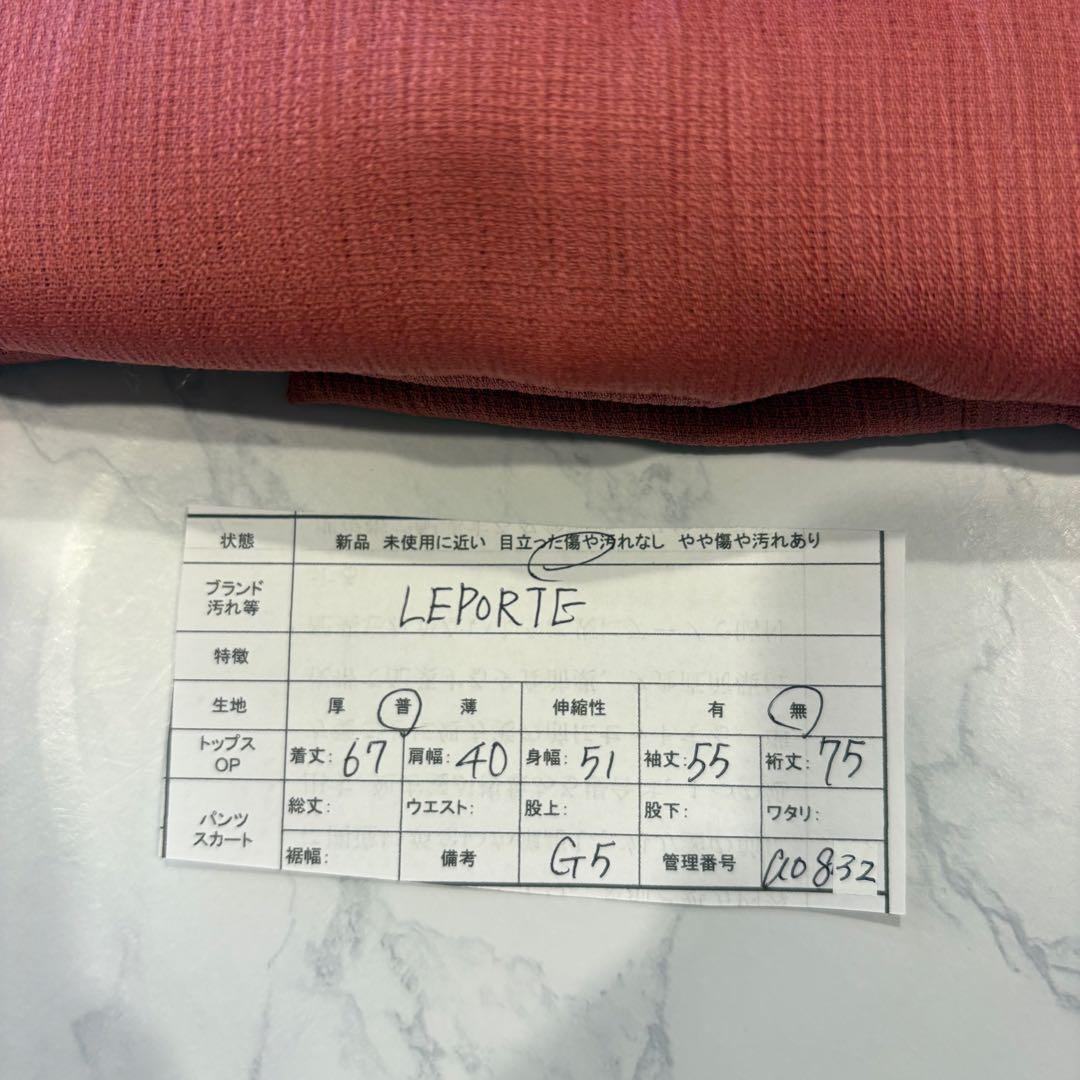 状態 新品 未使用に近い 目立った傷や汚れなし やや傷や汚れあり
ブランド
汚れ等
LEPORTE
特徴
生地 厚 普 薄 伸縮性 有 無
トップス
OP
着丈: 67 肩幅: 40 身幅: 51 袖丈: 55 裄丈: 75
パンツ
スカート
総丈: ウエスト: 股上: 股下: ワタリ:
裾幅: 備考 G5 管理番号 a0832